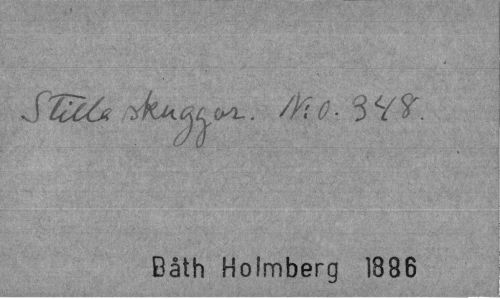 Stilla skuggor. N:o. 348.
Båth Holmberg 1886